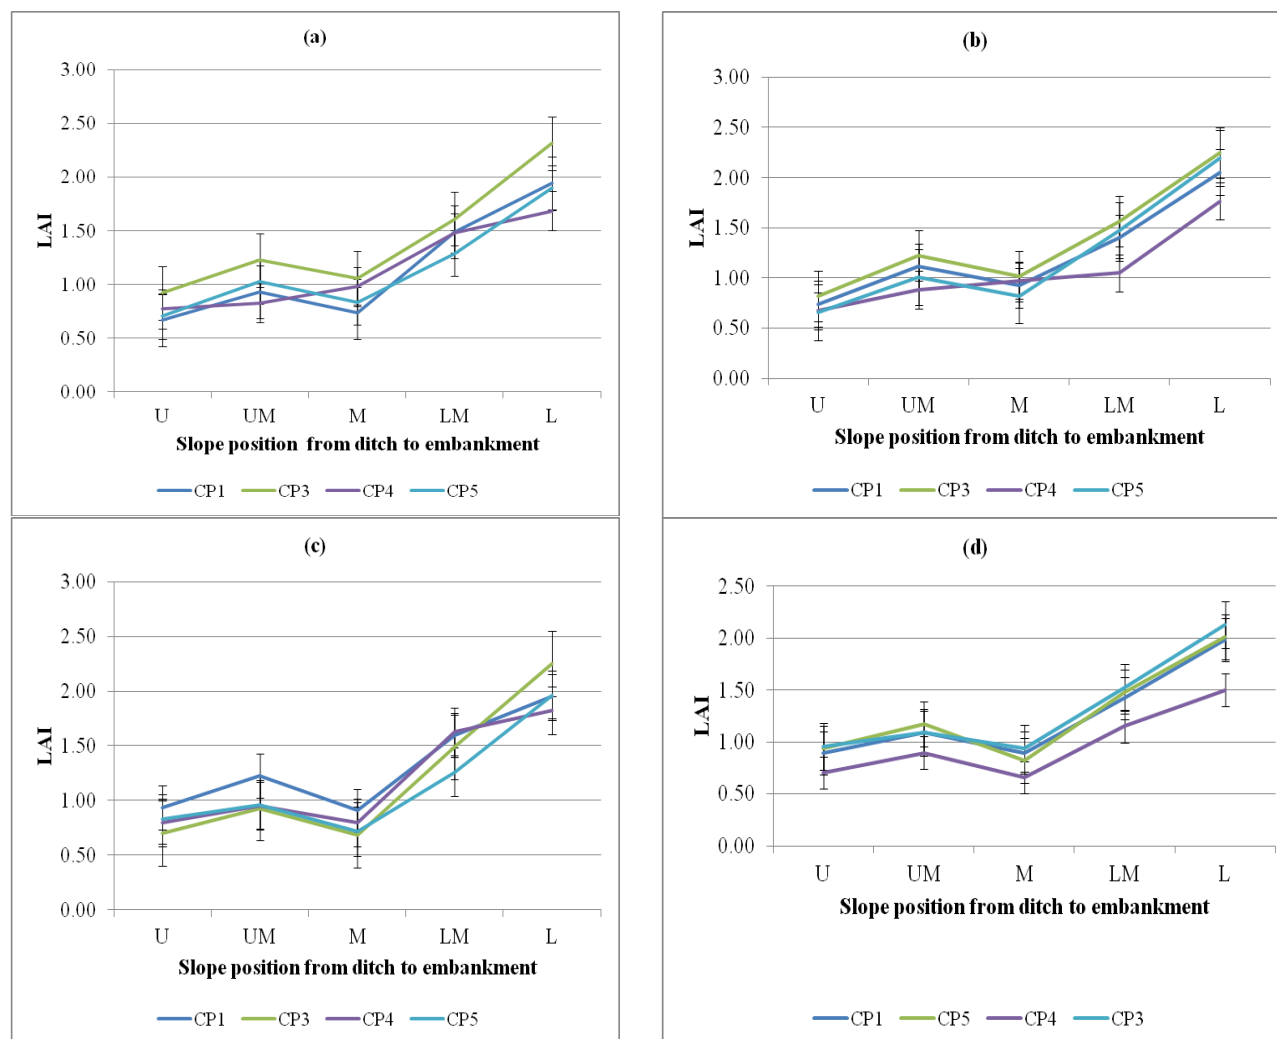 (a)
3.00
2.50
2.00
1.50
1.00
0.50
0.00
LAI
U UM M LM L
Slope position from ditch to embankment
CP1 CP3 CP4 CP5
(b)
3.00
2.50
2.00
1.50
1.00
0.50
0.00
LAI
U UM M LM L
Slope position from ditch to embankment
CP1 CP3 CP4 CP5
(c)
3.00
2.50
2.00
1.50
1.00
0.50
0.00
LAI
U UM M LM L
Slope position from ditch to embankment
CP1 CP3 CP4 CP5
(d)
2.50
2.00
1.50
1.00
0.50
0.00
LAI
U UM M LM L
Slope position from ditch to embankment
CP1 CP5 CP4 CP3